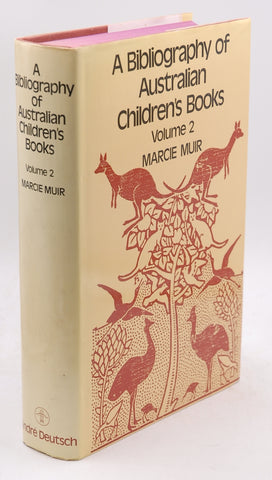 A
Bibliography
of
Australian
Children's
Books
Volume 2
MARCIE MUIR
André Deutsch
A Bibliography of
Australian
Children's Books
Volume 2
MARCIE MUIR